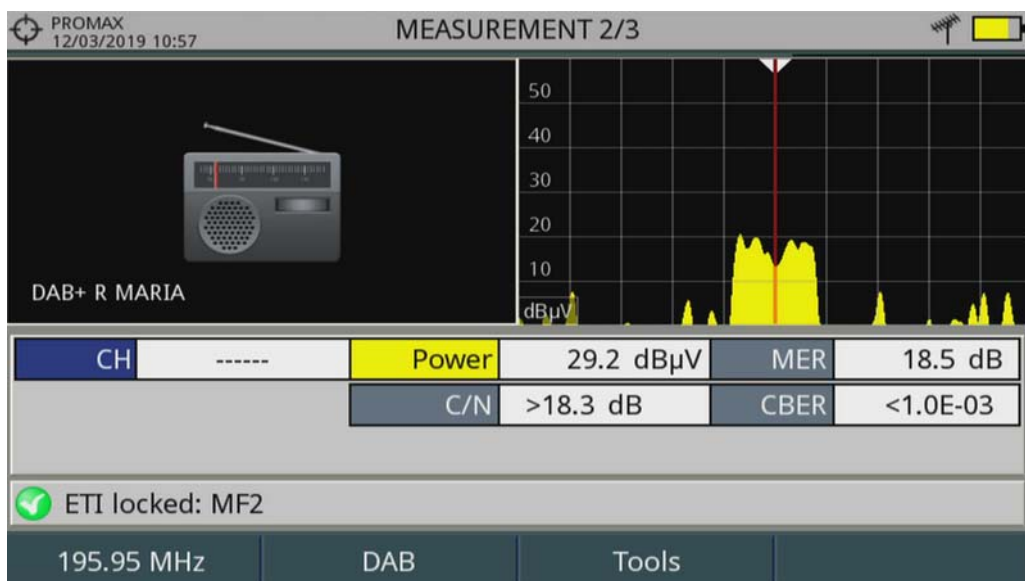 PROMAX
12/03/2019 10:57
MEASUREMENT 2/3
50
40
30
20
10
dBµV
DAB+ R MARIA
CH ------ Power 29.2 dBµV MER 18.5 dB
C/N >18.3 dB CBER <1.0E-03
ETI locked: MF2
195.95 MHz DAB Tools